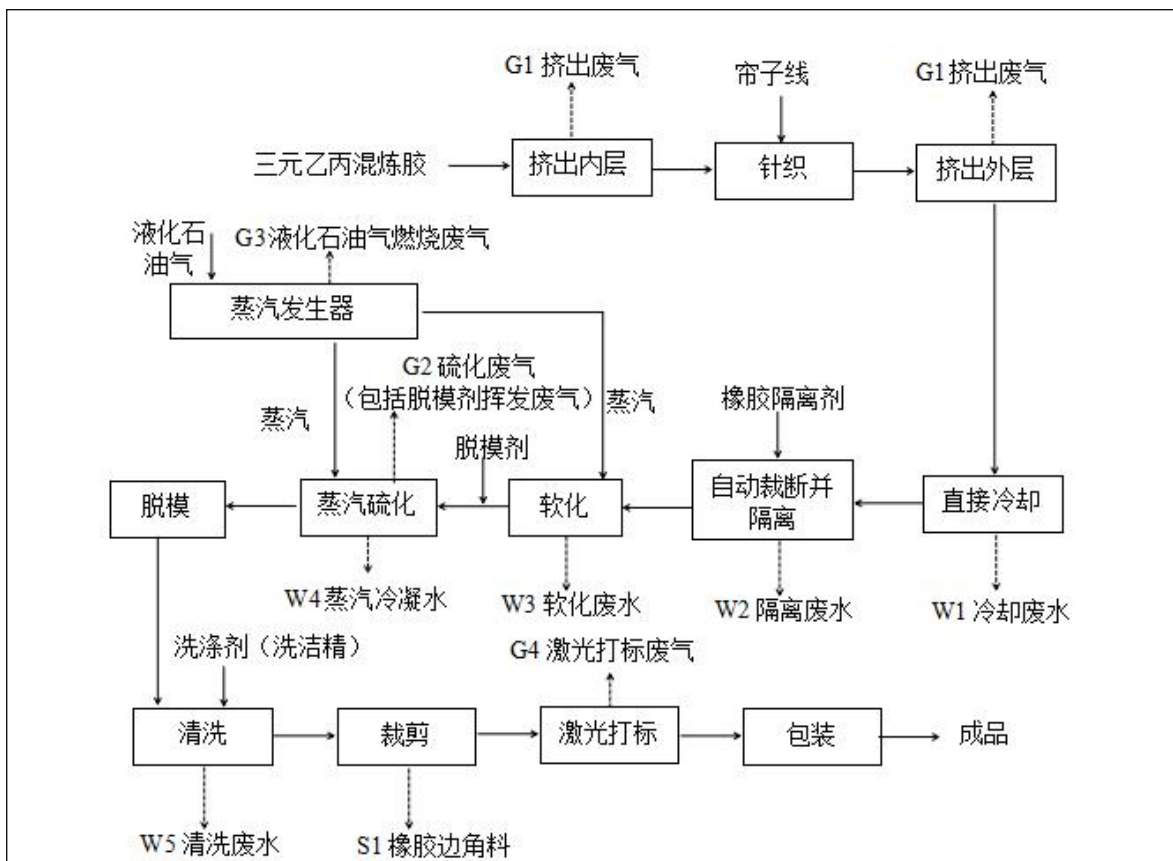 G1 挤出废气
帘子线
G1 挤出废气
三元乙丙混炼胶
挤出内层
针织
挤出外层
液化石
油气
G3 液化石油气燃烧废气
蒸汽发生器
G2 硫化废气
（包括脱模剂挥发废气）
蒸汽
蒸汽
橡胶隔离剂
脱模剂
脱模
蒸汽硫化
软化
自动裁断并
隔离
直接冷却
W4 蒸汽冷凝水
W3 软化废水
W2 隔离废水
W1 冷却废水
洗涤剂（洗洁精）
G4 激光打标废气
清洗
裁剪
激光打标
包装
成品
W5 清洗废水
S1 橡胶边角料